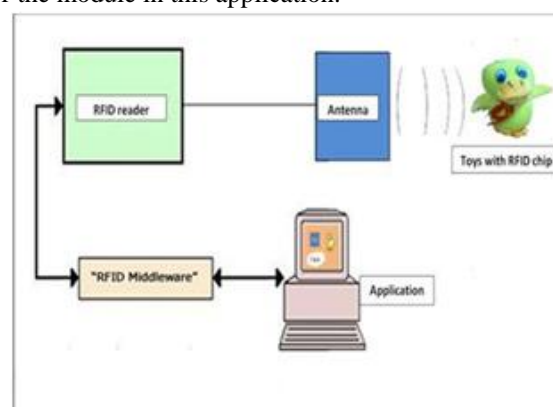 r the module in this application.
RFID reader
Antenna
Toys with RFID chip
"RFID Middleware"
Application